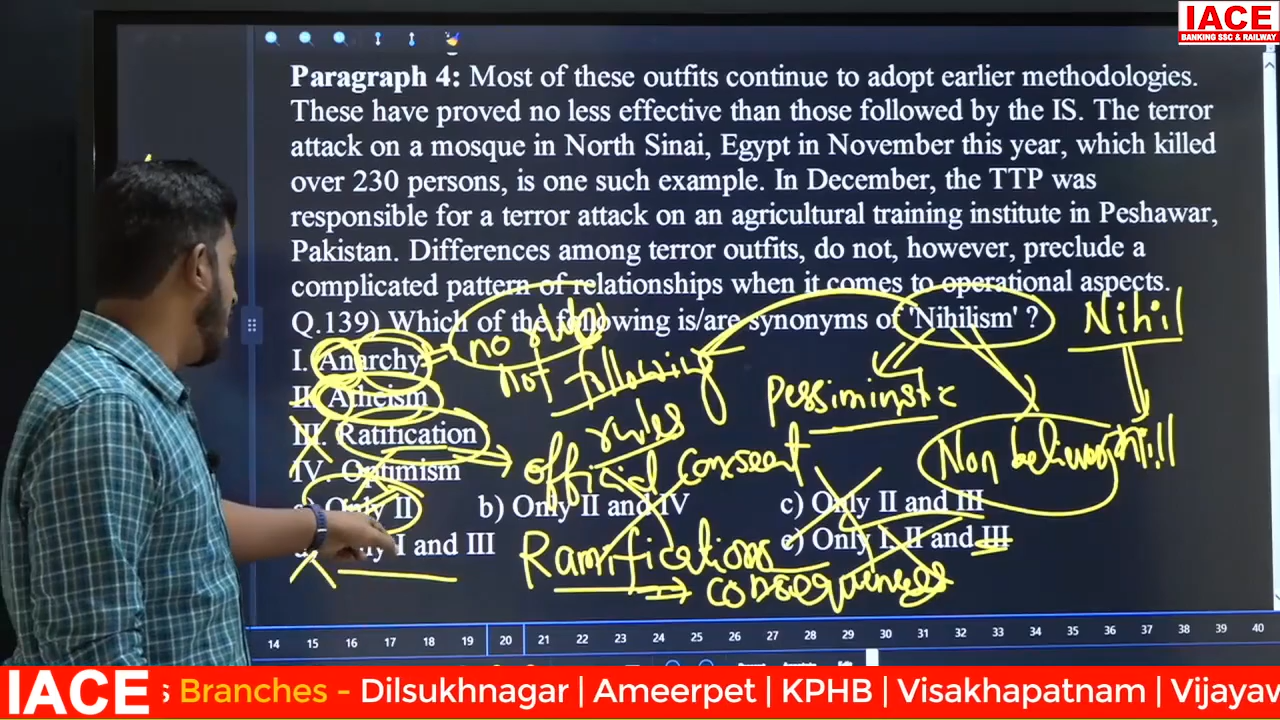 IACE
BANKING SSC & RAILWAY
Paragraph 4: Most of these outfits continue to adopt earlier methodologies.
These have proved no less effective than those followed by the IS. The terror
attack on a mosque in North Sinai, Egypt in November this year, which killed
over 230 persons, is one such example. In December, the TTP was
responsible for a terror attack on an agricultural training institute in Peshawar,
Pakistan. Differences among terror outfits, do not, however, preclude a
complicated pattern of relationships when it comes to operational aspects.
Q.139) Which of the following is/are synonyms of 'Nihilism' ?
Nihil
I. Anarchy
no
not following
rules
II. Atheism
pessiminstic
III. Ratification
official consent
Non
IV. Optimism
a) Only II b) Only II and IV c) Only II and III
I and III
e) Only I, II and III
Ramifications
consequences
14 15 16 17 18 19 20 21 22 23 24 25 26 27 28 29 30 31 32 33 34 35 36 37 38 39 40
IACE
s Branches - Dilsukhnagar | Ameerpet | KPHB | Visakhapatnam | Vijayaw